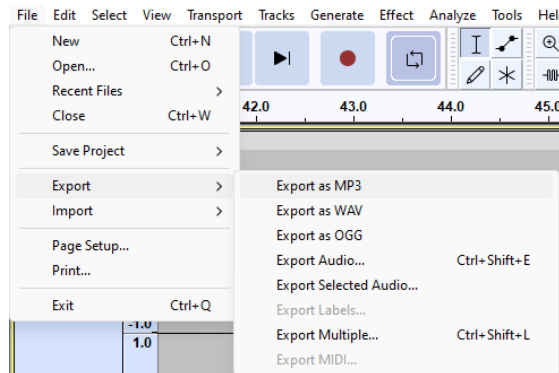 File Edit Select View Transport Tracks Generate Effect Analyze Tools Hel
New Ctrl+N
Open... Ctrl+O
Recent Files >
Close Ctrl+W
Save Project >
Export >
Import >
Page Setup...
Print...
Exit Ctrl+Q
42.0 43.0 44.0 45.0
Export as MP3
Export as WAV
Export as OGG
Export Audio... Ctrl+Shift+E
Export Selected Audio...
Export Labels...
Export Multiple... Ctrl+Shift+L
Export MIDI...
-1.0
1.0